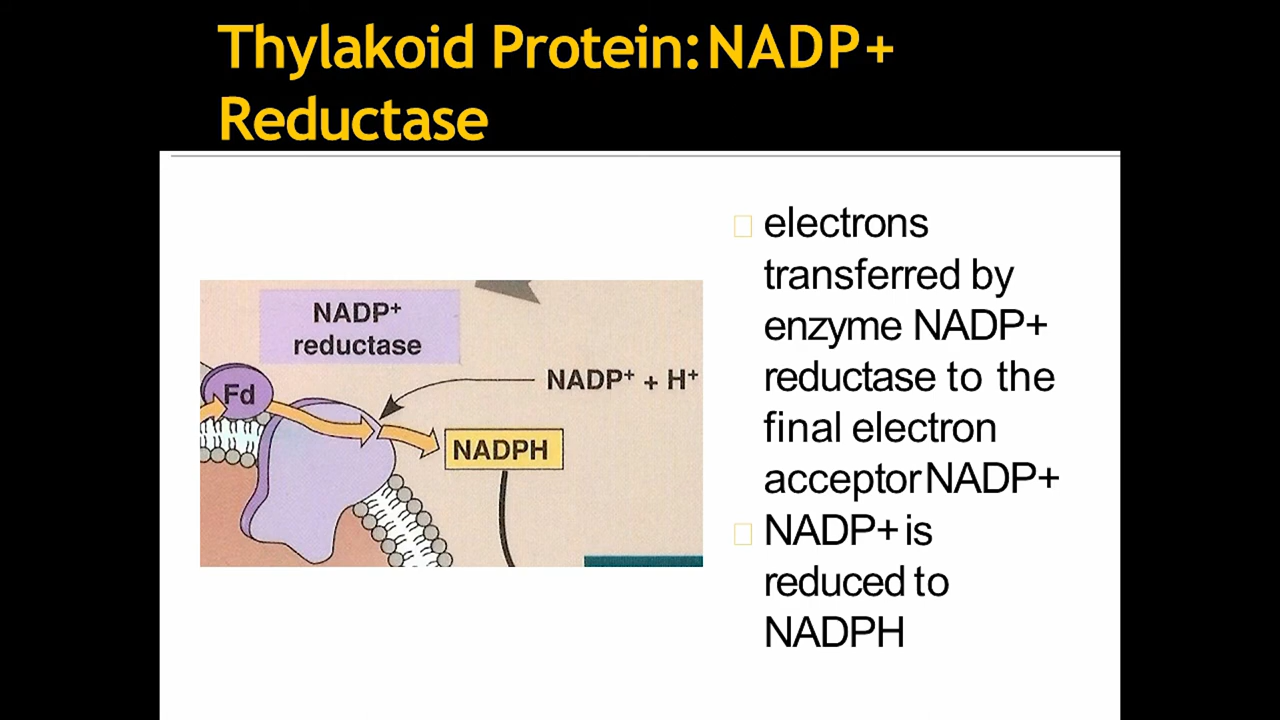 Thylakoid Protein: NADP+
Reductase
NADP+
reductase
Fd
NADP+ + H+
NADPH
electrons
transferred by
enzyme NADP+
reductase to the
final electron
acceptor NADP+
NADP+ is
reduced to
NADPH